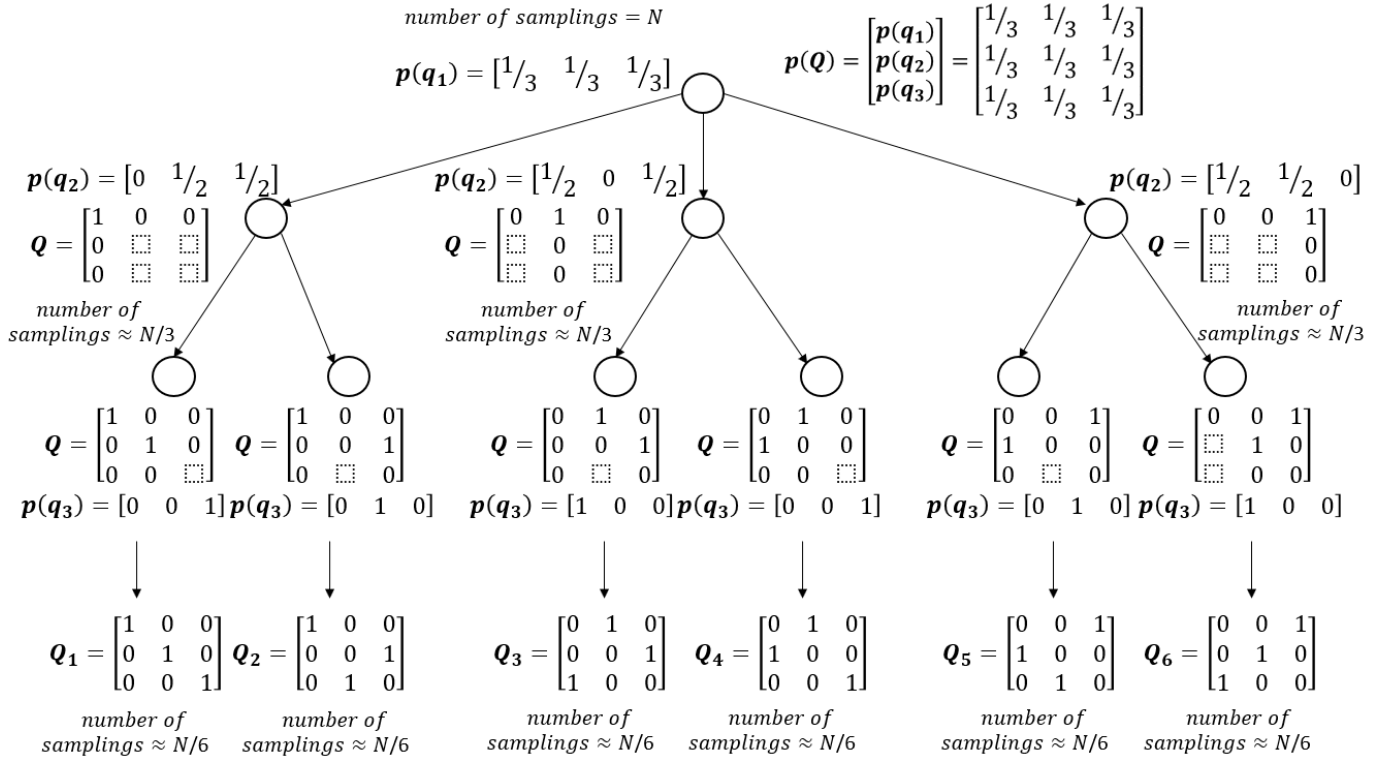 number of samplings = N
p(q₁) = [1/3 1/3 1/3]
p(Q) = [p(q₁) p(q₂) p(q₃)] = [1/3 1/3 1/3
1/3 1/3 1/3
1/3 1/3 1/3]
p(q₂) = [0 1/2 1/2]
Q = [1 0 0
0 ⬚ ⬚
0 ⬚ ⬚]
number of
samplings ≈ N/3
p(q₂) = [1/2 0 1/2]
Q = [0 1 0
⬚ 0 ⬚
⬚ 0 ⬚]
number of
samplings ≈ N/3
p(q₂) = [1/2 1/2 0]
Q = [0 0 1
⬚ ⬚ 0
⬚ ⬚ 0]
number of
samplings ≈ N/3
Q = [1 0 0
0 1 0
0 0 ⬚]
p(q₃) = [0 0 1]
Q = [1 0 0
0 0 1
0 ⬚ 0]
p(q₃) = [0 1 0]
Q = [0 1 0
0 0 1
0 ⬚ 0]
p(q₃) = [1 0 0]
Q = [0 1 0
1 0 0
0 0 ⬚]
p(q₃) = [0 0 1]
Q = [0 0 1
1 0 0
0 ⬚ 0]
p(q₃) = [0 1 0]
Q = [0 0 1
⬚ 1 0
⬚ 0 0]
p(q₃) = [1 0 0]
Q₁ = [1 0 0
0 1 0
0 0 1]
number of
samplings ≈ N/6
Q₂ = [1 0 0
0 0 1
0 1 0]
number of
samplings ≈ N/6
Q₃ = [0 1 0
0 0 1
1 0 0]
number of
samplings ≈ N/6
Q₄ = [0 1 0
1 0 0
0 0 1]
number of
samplings ≈ N/6
Q₅ = [0 0 1
1 0 0
0 1 0]
number of
samplings ≈ N/6
Q₆ = [0 0 1
0 1 0
1 0 0]
number of
samplings ≈ N/6